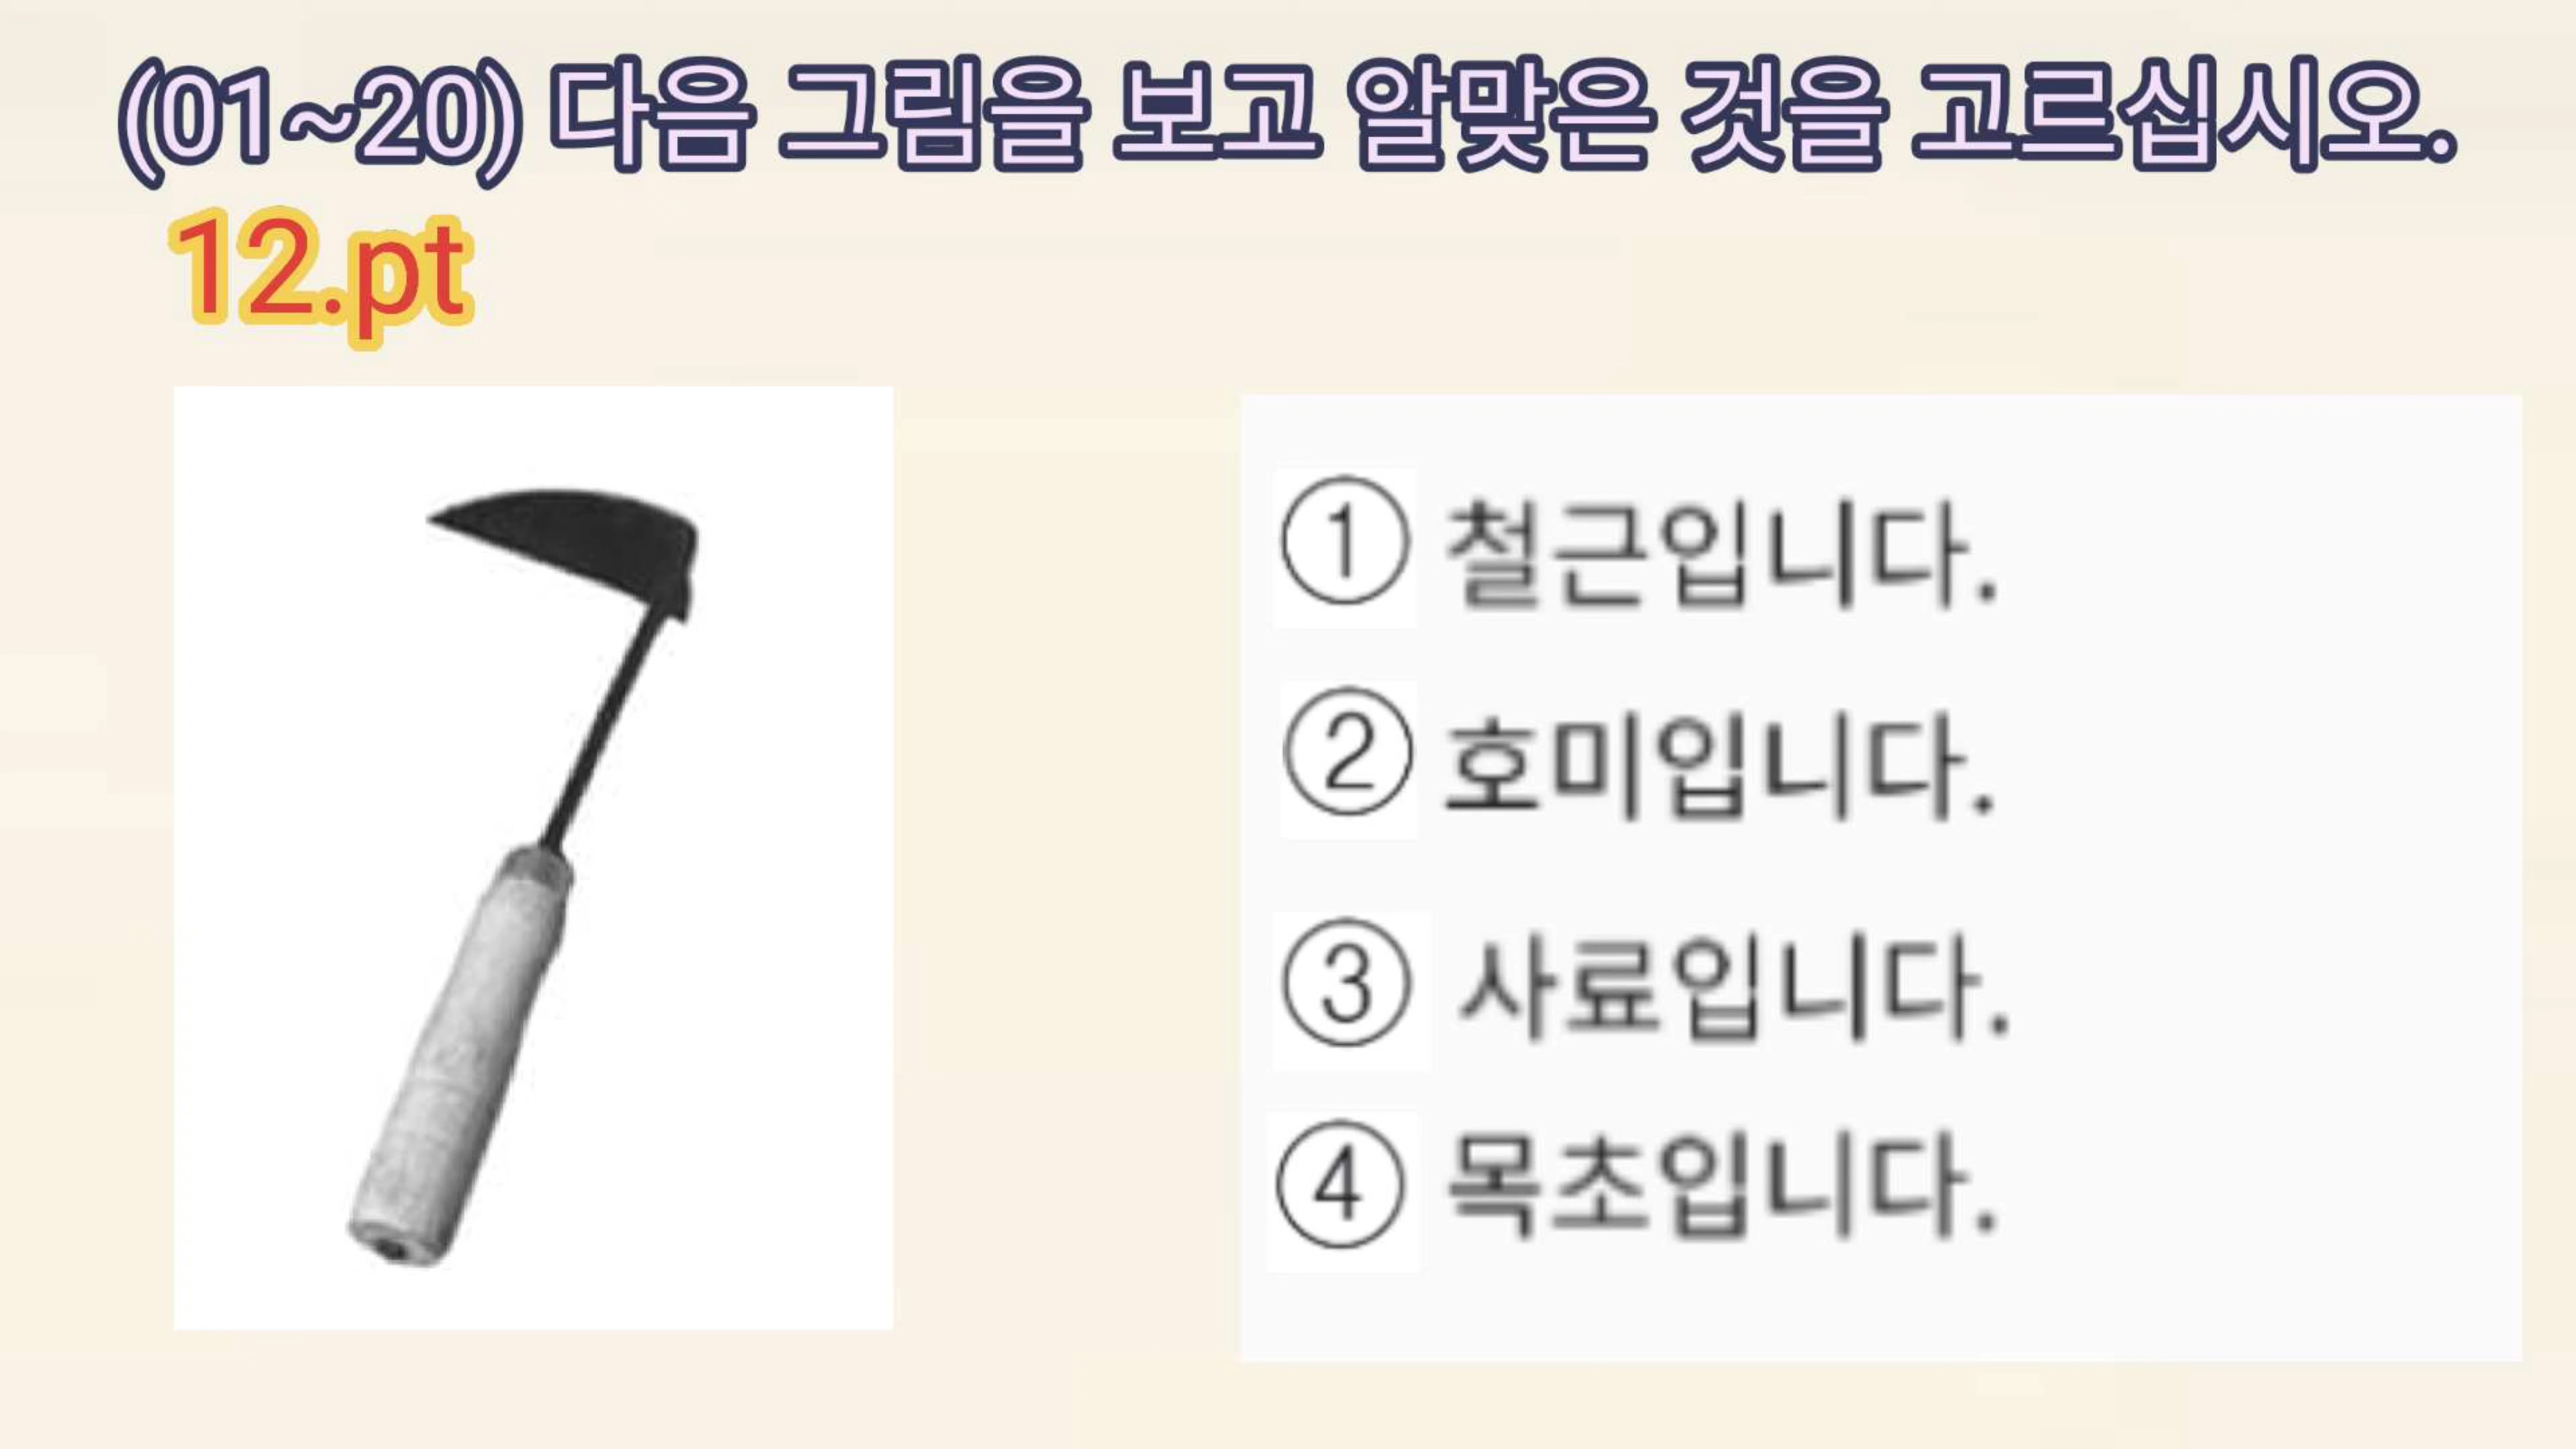 (01~20) 다음 그림을 보고 알맞은 것을 고르십시오.
12.pt
① 철근입니다.
② 호미입니다.
③ 사료입니다.
④ 목초입니다.